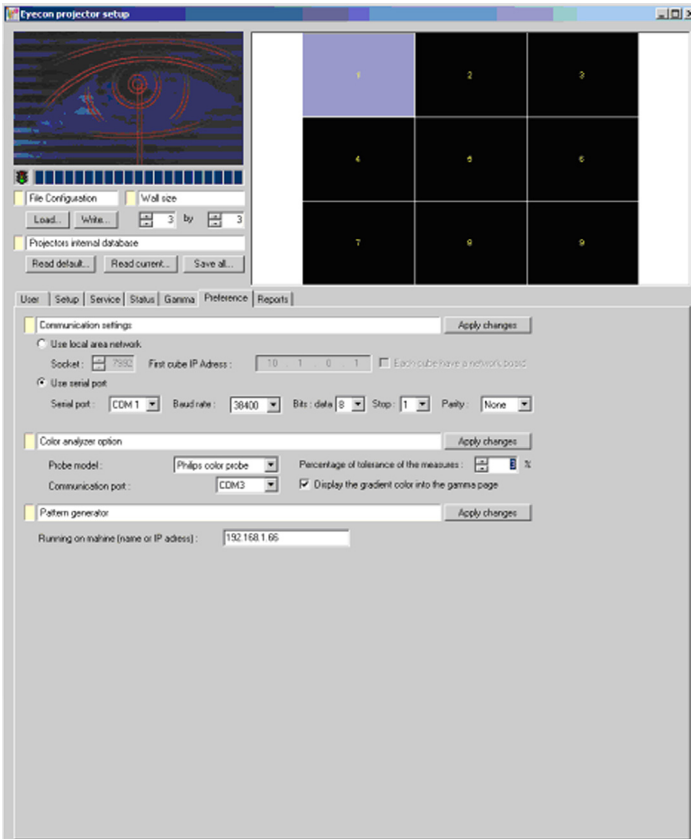 Eyecon projector setup
1 2 3
4 5 6
7 8 9
File Configuration Wall size
Load... Write... 3 by 3
Projectors internal database
Read default... Read current... Save all...
User Setup Service Status Gamma Preference Reports
Communication settings Apply changes
Use local area network
Socket : 7992 First cube IP Adress : 10 . 1 . 0 . 1 Each cube have a network board
Use serial port
Serial port : COM 1 Baud rate : 38400 Bits : data 8 Stop : 1 Parity : None
Color analyzer option Apply changes
Probe model : Philips color probe Percentage of tolerance of the measures : 3 %
Communication port : COM3 Display the gradient color into the gamma page
Pattern generator Apply changes
Running on mahine (name or IP adress) : 192.168.1.66